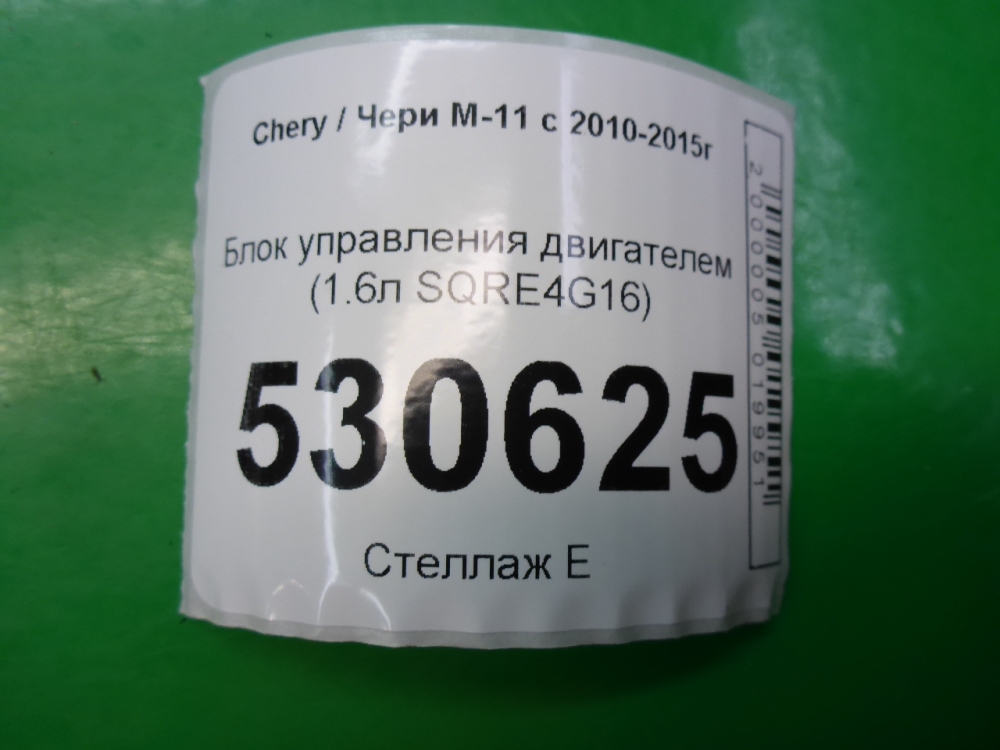 Chery / Чери М-11 с 2010-2015г
Блок управления двигателем
(1.6л SQRE4G16)
530625
Стеллаж Е
2000005019951